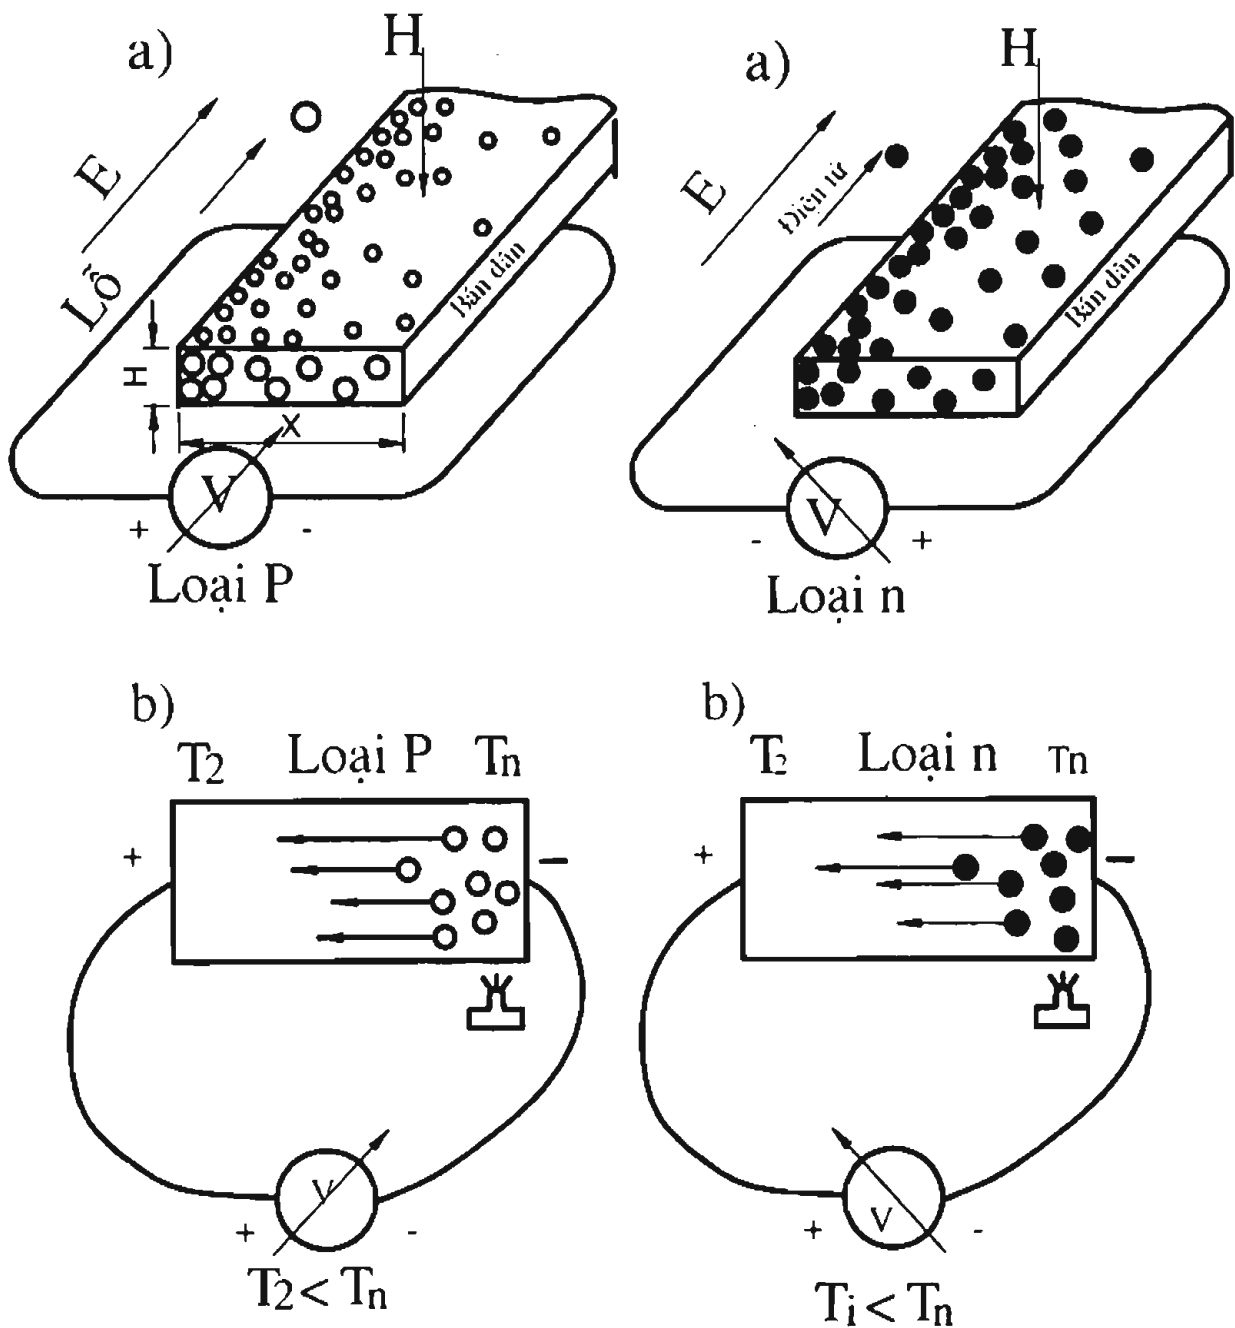 a)
H
E
Lỗ
Bán dẫn
H
X
V
+ -
Loại P
a)
H
E
Điện tử
Bán dẫn
V
- +
Loại n
b)
T2 Loại P Tn
+ −
V
+ -
T2 < Tn
b)
T2 Loại n Tn
+ −
V
+ -
Ti < Tn